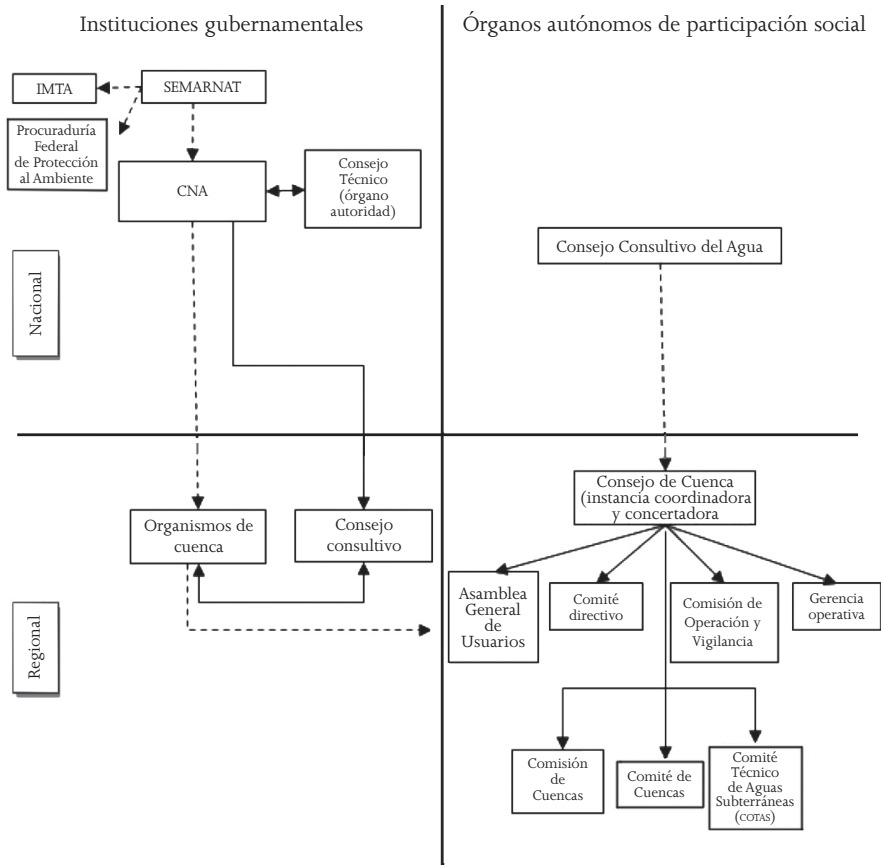 Instituciones gubernamentales
Órganos autónomos de participación social
IMTA
SEMARNAT
Procuraduría
Federal
de Protección
al Ambiente
CNA
Consejo
Técnico
(órgano
autoridad)
Consejo Consultivo del Agua
Nacional
Consejo de Cuenca
(instancia coordinadora
y concertadora
Organismos de
cuenca
Consejo
consultivo
Asamblea
General
de
Usuarios
Comité
directivo
Comisión de
Operación y
Vigilancia
Gerencia
operativa
Regional
Comisión
de
Cuencas
Comité de
Cuencas
Comité
Técnico
de Aguas
Subterráneas
(COTAS)